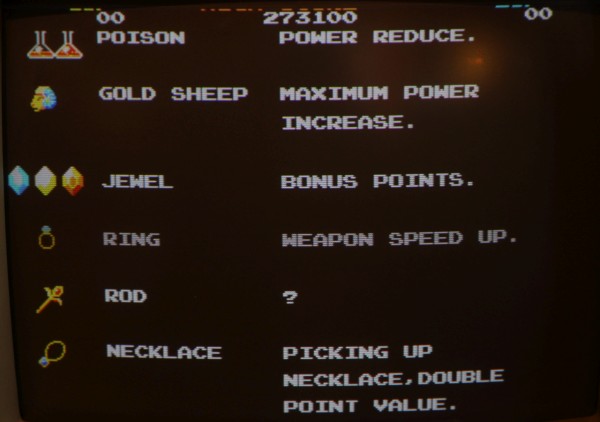 00 273100 00
POISON POWER REDUCE.
GOLD SHEEP MAXIMUM POWER
INCREASE.
JEWEL BONUS POINTS.
RING WEAPON SPEED UP.
ROD ?
NECKLACE PICKING UP
NECKLACE,DOUBLE
POINT VALUE.